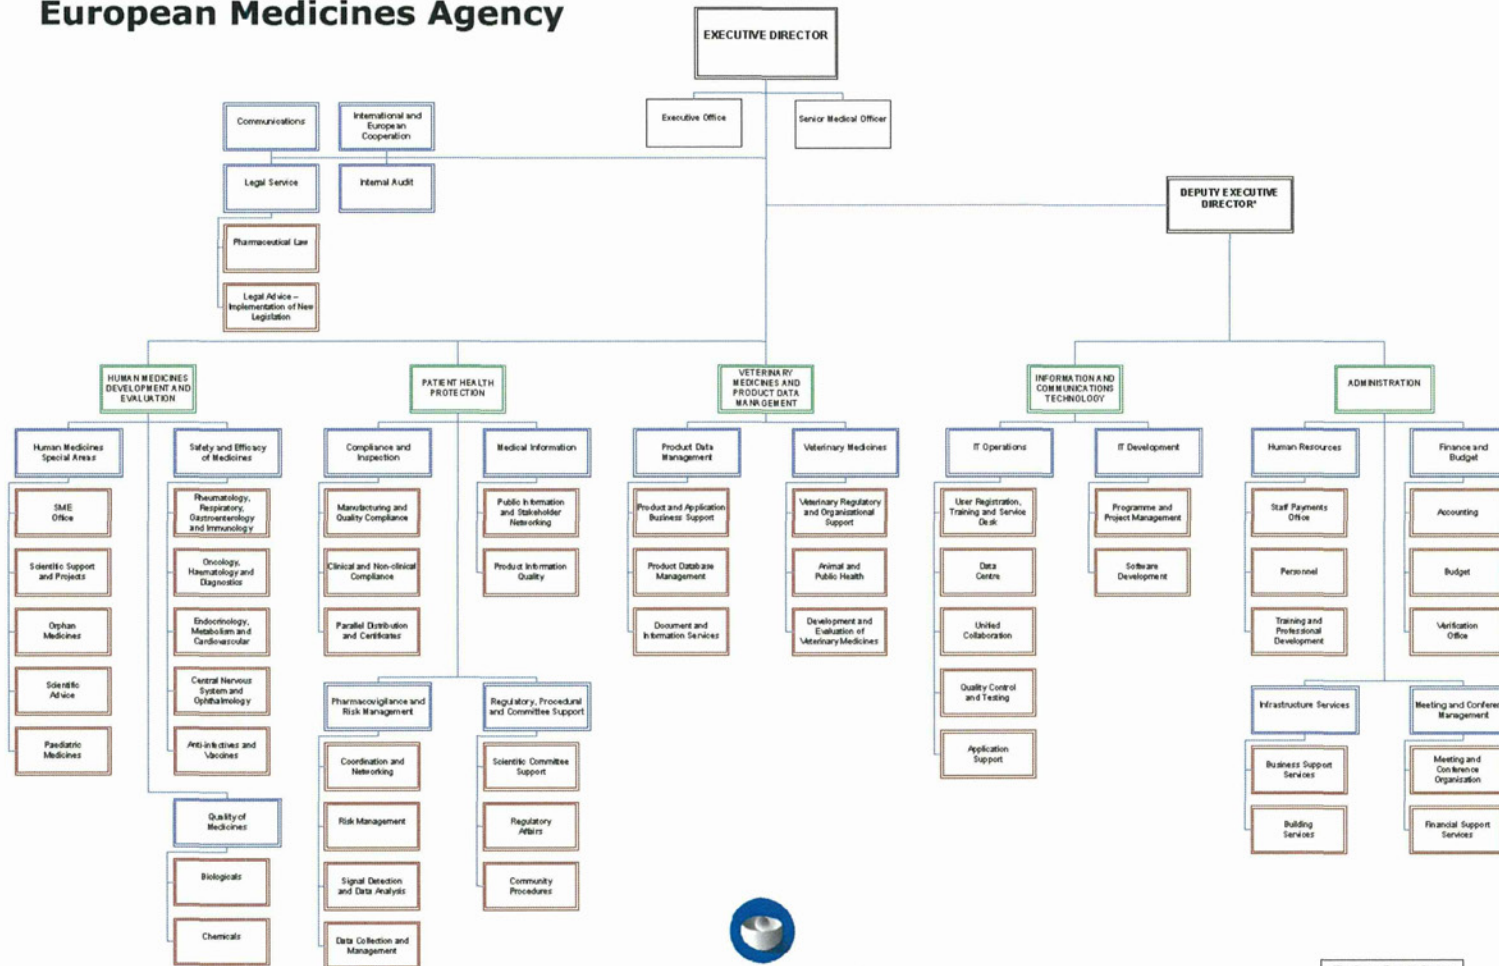 European Medicines Agency
EXECUTIVE DIRECTOR
Executive Office
Senior Medical Officer
Communications
International and
European
Cooperation
Legal Service
Internal Audit
DEPUTY EXECUTIVE
DIRECTOR*
Pharmaceutical Law
Legal Advice –
Implementation of New
Legislation
HUMAN MEDICINES
DEVELOPMENT AND
EVALUATION
PATIENT HEALTH
PROTECTION
VETERINARY
MEDICINES AND
PRODUCT DATA
MANAGEMENT
INFORMATION AND
COMMUNICATIONS
TECHNOLOGY
ADMINISTRATION
Human Medicines
Special Areas
SME
Office
Scientific Support
and Projects
Orphan
Medicines
Scientific
Advice
Paediatric
Medicines
Safety and Efficacy
of Medicines
Rheumatology,
Respiratory,
Gastroenterology
and Immunology
Oncology,
Haematology and
Diagnostics
Endocrinology,
Metabolism and
Cardiovascular
Central Nervous
System and
Ophthalmology
Anti-infectives and
Vaccines
Quality of
Medicines
Biologicals
Chemicals
Compliance and
Inspection
Manufacturing and
Quality Compliance
Clinical and Non-clinical
Compliance
Parallel Distribution
and Certificates
Medical Information
Public Information
and Stakeholder
Networking
Product Information
Quality
Pharmacovigilance and
Risk Management
Coordination and
Networking
Risk Management
Signal Detection
and Data Analysis
Data Collection and
Management
Regulatory, Procedural
and Committee Support
Scientific Committee
Support
Regulatory
Affairs
Community
Procedures
Product Data
Management
Product and Application
Business Support
Product Database
Management
Document and
Information Services
Veterinary Medicines
Veterinary Regulatory
and Organisational
Support
Animal and
Public Health
Development and
Evaluation of
Veterinary Medicines
IT Operations
User Registration,
Training and Service
Desk
Data
Centre
Unified
Collaboration
Quality Control
and Testing
Application
Support
IT Development
Programme and
Project Management
Software
Development
Human Resources
Staff Payments
Office
Personnel
Training and
Professional
Development
Finance and
Budget
Accounting
Budget
Verification
Office
Infrastructure Services
Business Support
Services
Building
Services
Meeting and Conferen
Management
Meeting and
Conference
Organisation
Financial Support
Services